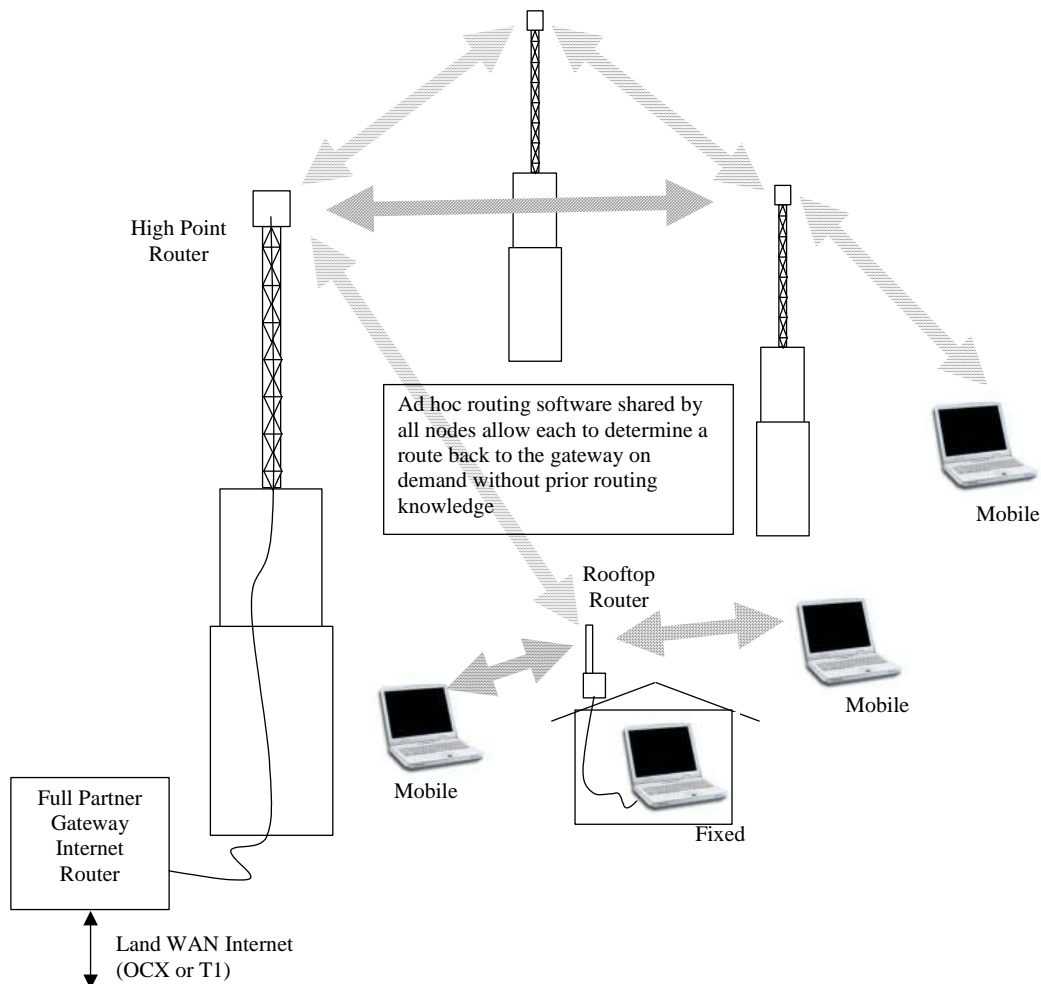 High Point
Router
Ad hoc routing software shared by
all nodes allow each to determine a
route back to the gateway on
demand without prior routing
knowledge
Mobile
Rooftop
Router
Mobile
Mobile
Fixed
Full Partner
Gateway
Internet
Router
Land WAN Internet
(OCX or T1)